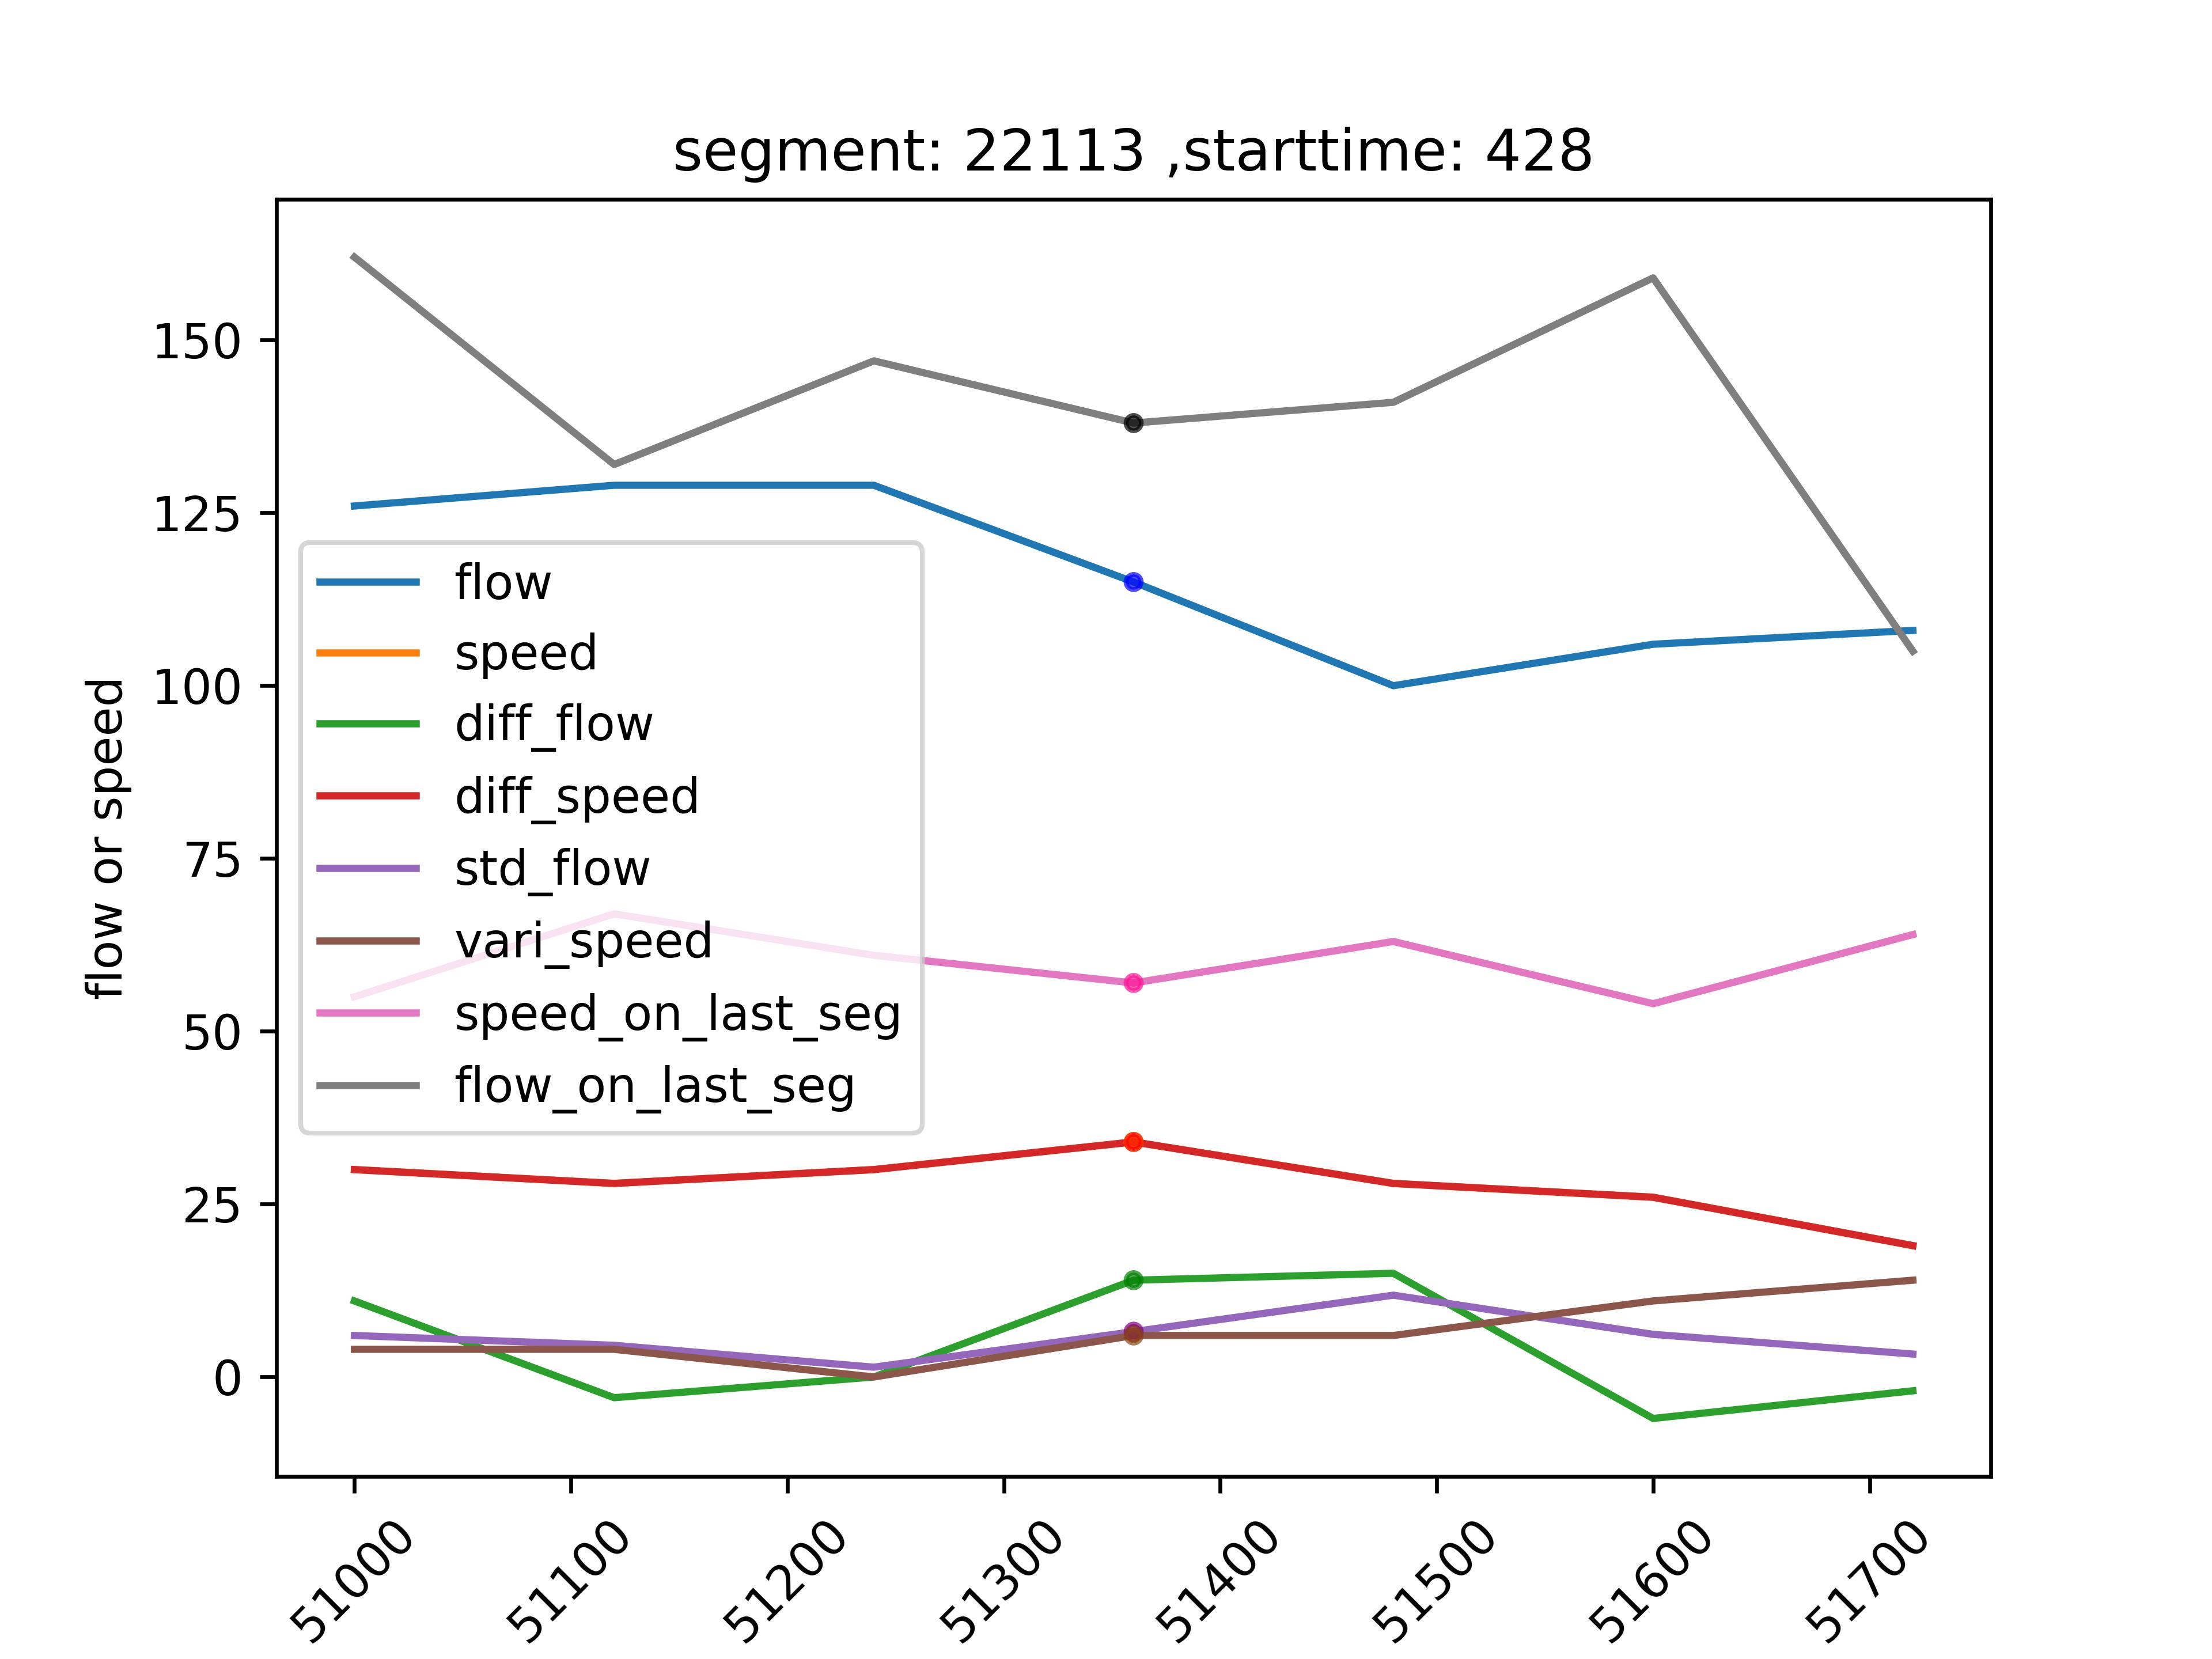 segment: 22113 ,starttime: 428
flow or speed
150
125
100
75
50
25
0
flow
speed
diff_flow
diff_speed
std_flow
vari_speed
speed_on_last_seg
flow_on_last_seg
51000
51100
51200
51300
51400
51500
51600
51700